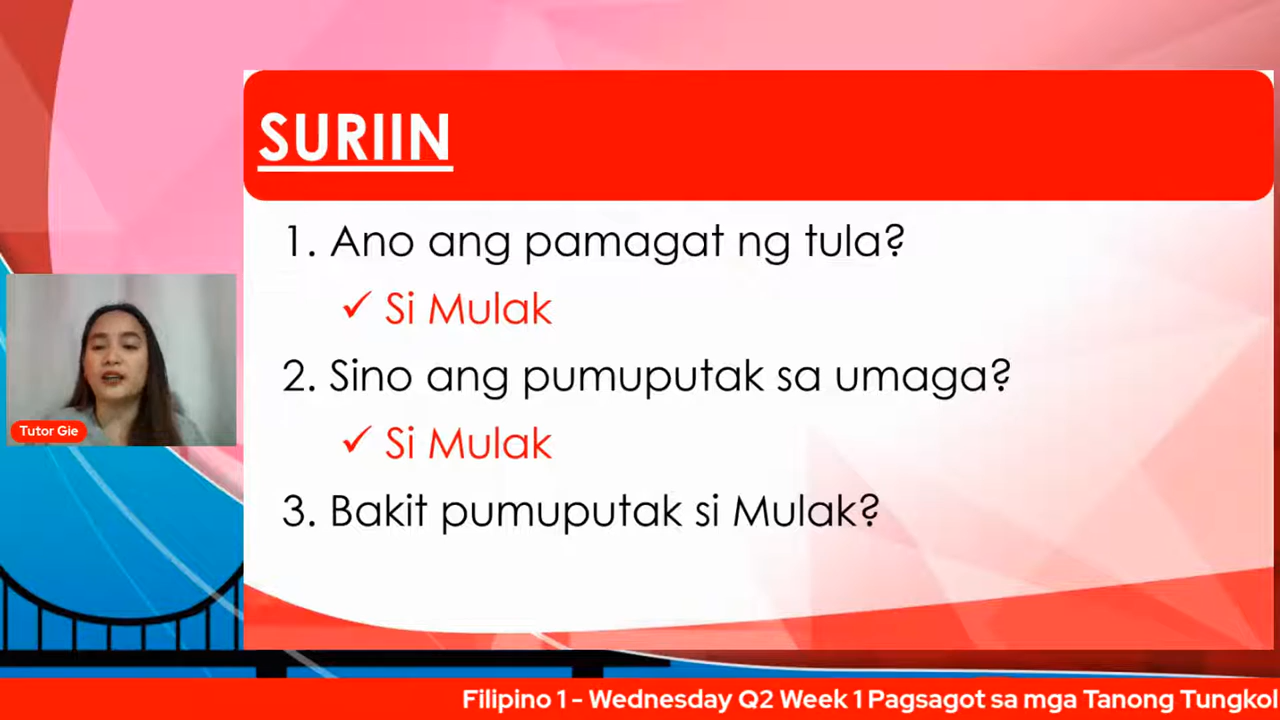 SURIIN
1. Ano ang pamagat ng tula?
✓ Si Mulak
2. Sino ang pumuputak sa umaga?
✓ Si Mulak
3. Bakit pumuputak si Mulak?
Tutor Gie
Filipino 1 - Wednesday Q2 Week 1 Pagsagot sa mga Tanong Tungkol